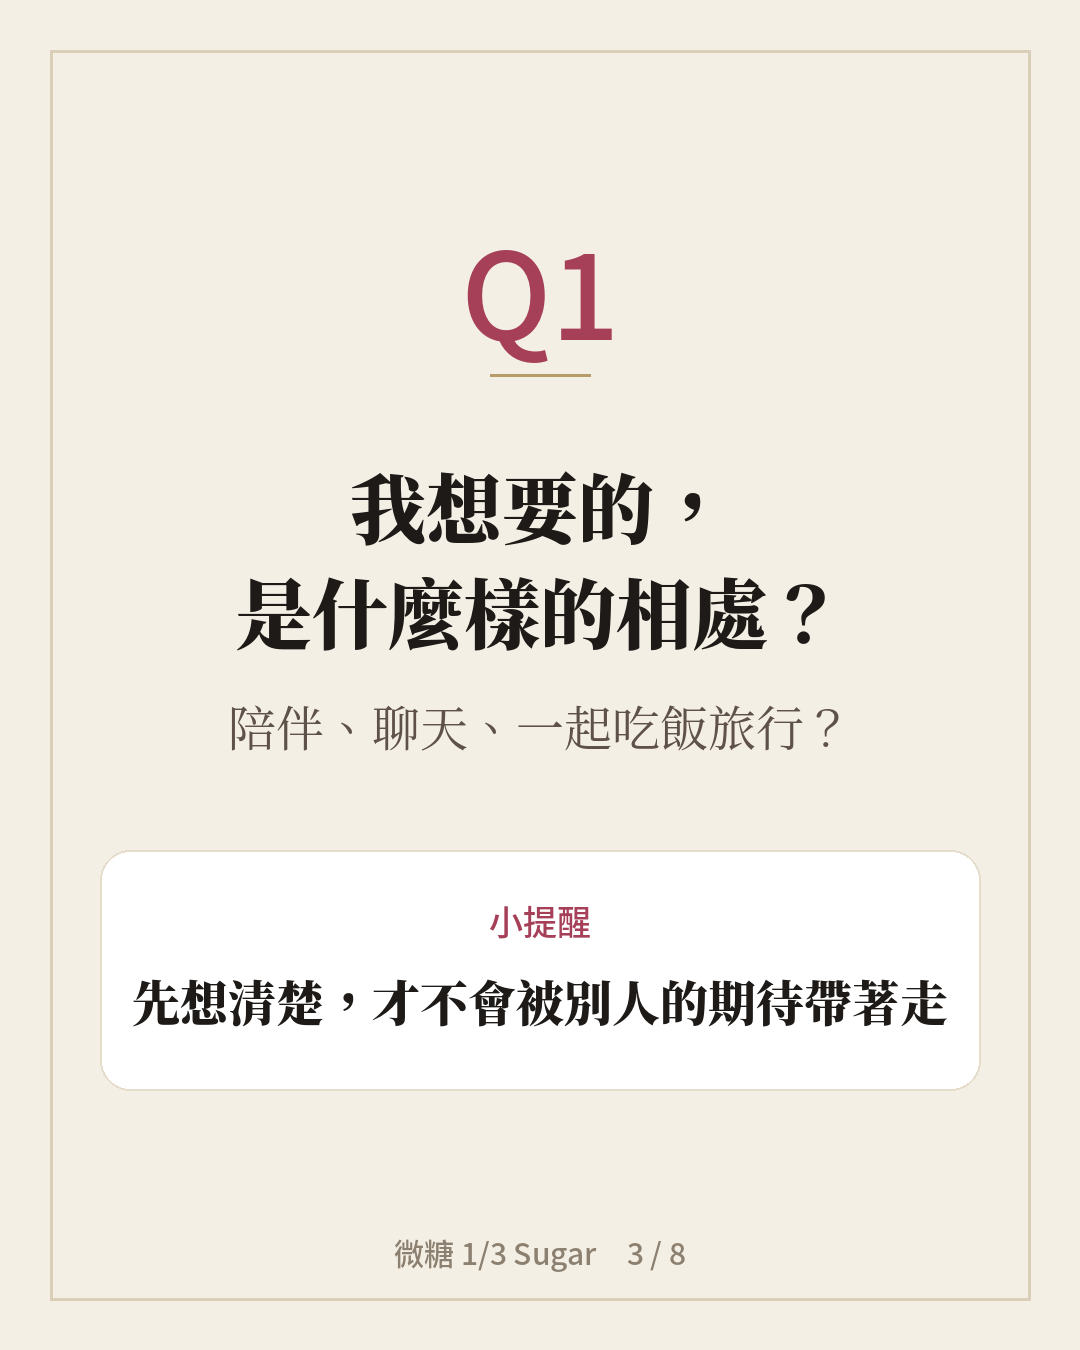 Q1
我想要的，
是什麼樣的相處？
陪伴、聊天、一起吃飯旅行？
小提醒
先想清楚，才不會被別人的期待帶著走
微糖 1/3 Sugar 3 / 8